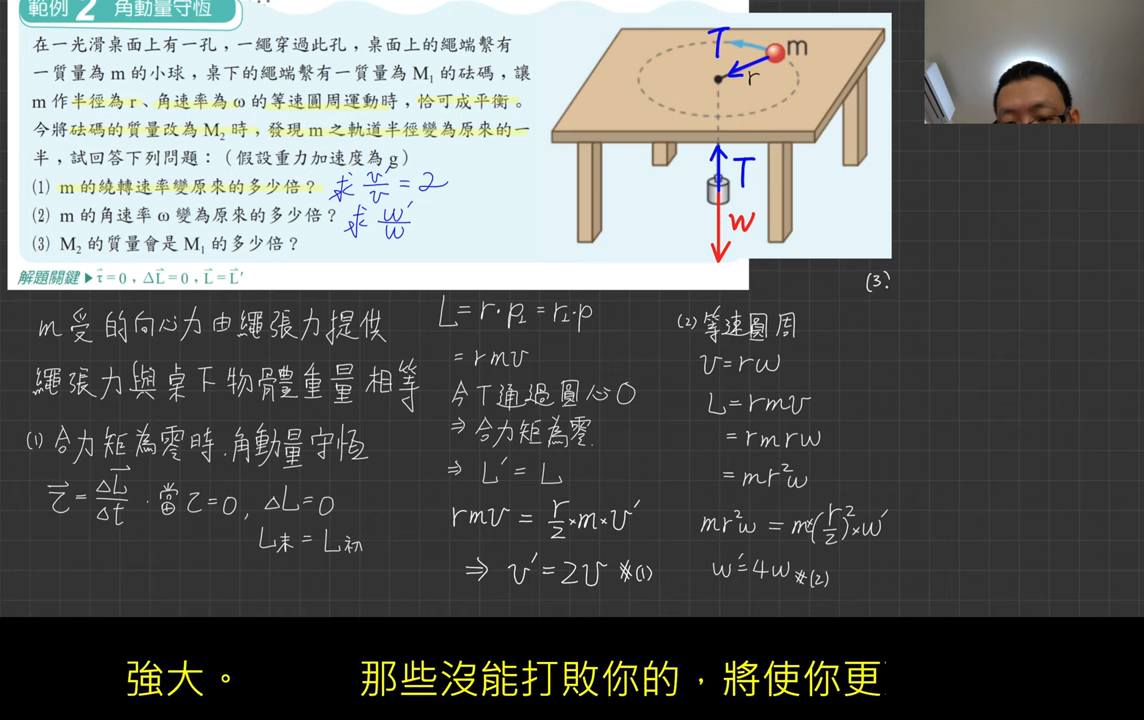 範例 2 角動量守恆
在一光滑桌面上有一孔，一繩穿過此孔，桌面上的繩端繫有
一質量為 m 的小球，桌下的繩端繫有一質量為 M₁ 的砝碼，讓
m 作半徑為 r、角速率為 ω 的等速圓周運動時，恰可成平衡。
今將砝碼的質量改為 M₂ 時，發現 m 之軌道半徑變為原來的一
半，試回答下列問題：（假設重力加速度為 g）
(1) m 的繞轉速率變原來的多少倍？ 求 v'/v = 2
(2) m 的角速率 ω 變為原來的多少倍？ 求 w'/w
(3) M₂ 的質量會是 M₁ 的多少倍？
解題關鍵▶τ⃗=0，ΔL⃗=0，L⃗=L⃗′
T
m
r
T
W
m 受的向心力由繩張力提供
繩張力與桌下物體重量相等
(1) 合力矩為零時，角動量守恆
τ⃗ = ΔL⃗/Δt ，當τ=0, ΔL=0
L末 = L初
L = r·p⊥ = r⊥·p
= rmv
今T通過圓心O
⇒ 合力矩為零.
⇒ L' = L
rmv = r/2 × m × v'
⇒ v' = 2v #(1)
(2) 等速圓周
v = rw
L = rmv
= rmrw
= mr²w
mr²w = m×(r/2)²×w'
w' = 4w #(2)
(3)
強大。 那些沒能打敗你的，將使你更